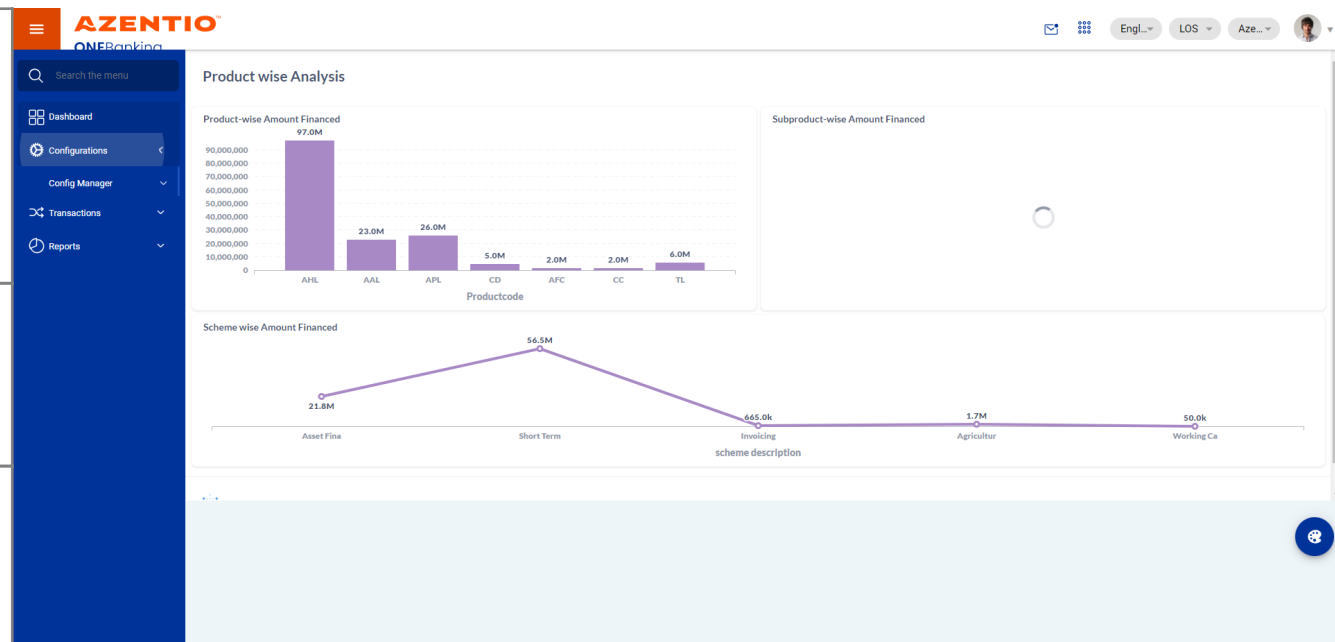 AZENTIO
ONEBanking
Engl...
LOS
Aze...
Search the menu
Dashboard
Configurations
Config Manager
Transactions
Reports
Product wise Analysis
Product-wise Amount Financed
97.0M
90,000,000
80,000,000
70,000,000
60,000,000
50,000,000
40,000,000
30,000,000
20,000,000
10,000,000
0
23.0M
26.0M
5.0M
2.0M
2.0M
6.0M
AHL AAL APL CD AFC CC TL
Productcode
Subproduct-wise Amount Financed
Scheme wise Amount Financed
56.5M
21.8M
665.0k
1.7M
50.0k
Asset Fina Short Term Invoicing Agricultur Working Ca
scheme description